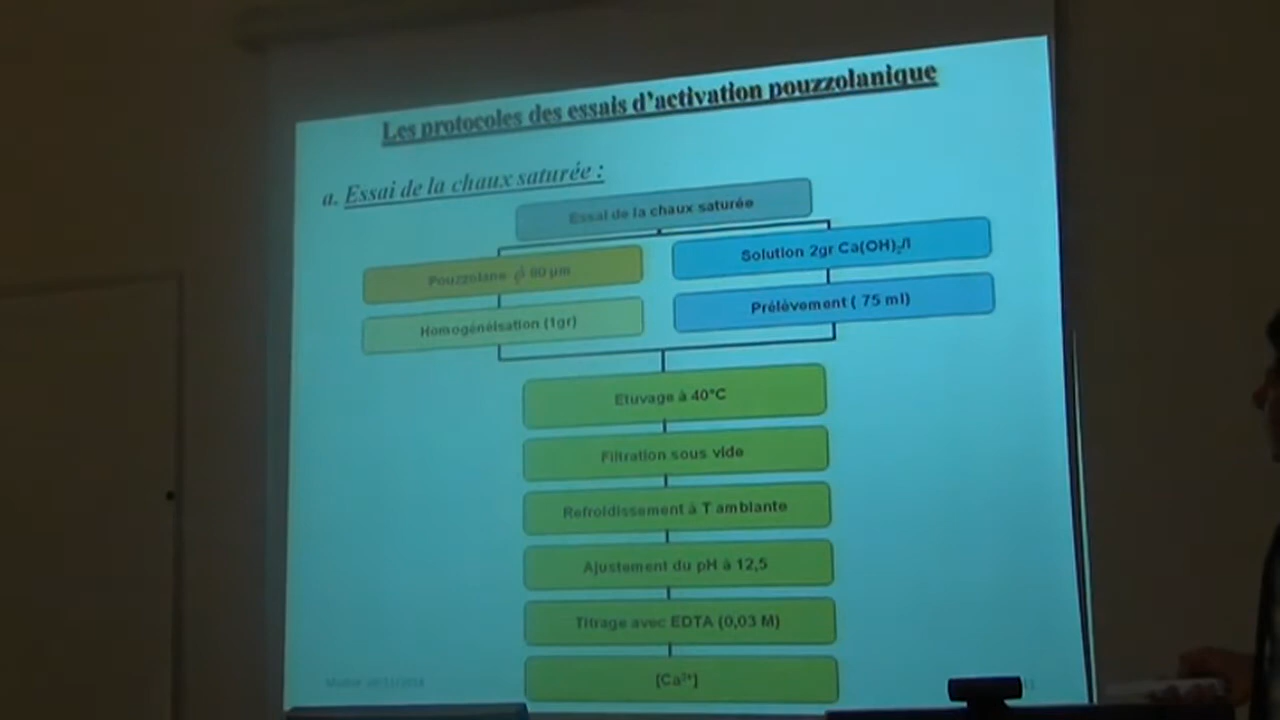 Les protocoles des essais d'activation pouzzolanique
a. Essai de la chaux saturée :
Essai de la chaux saturée
Pouzzolane 80 µm
Solution 2gr Ca(OH)₂/l
Homogénéisation (1gr)
Prélèvement ( 75 ml)
Etuvage à 40°C
Filtration sous vide
Refroidissement à T ambiante
Ajustement du pH à 12,5
Titrage avec EDTA (0,03 M)
[Ca²⁺]